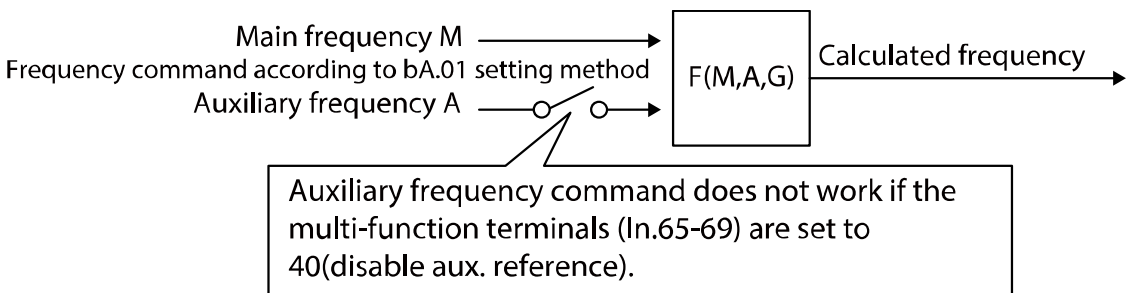 Main frequency M
Frequency command according to bA.01 setting method
Auxiliary frequency A
F(M,A,G)
Calculated frequency
Auxiliary frequency command does not work if the
multi-function terminals (In.65-69) are set to
40(disable aux. reference).